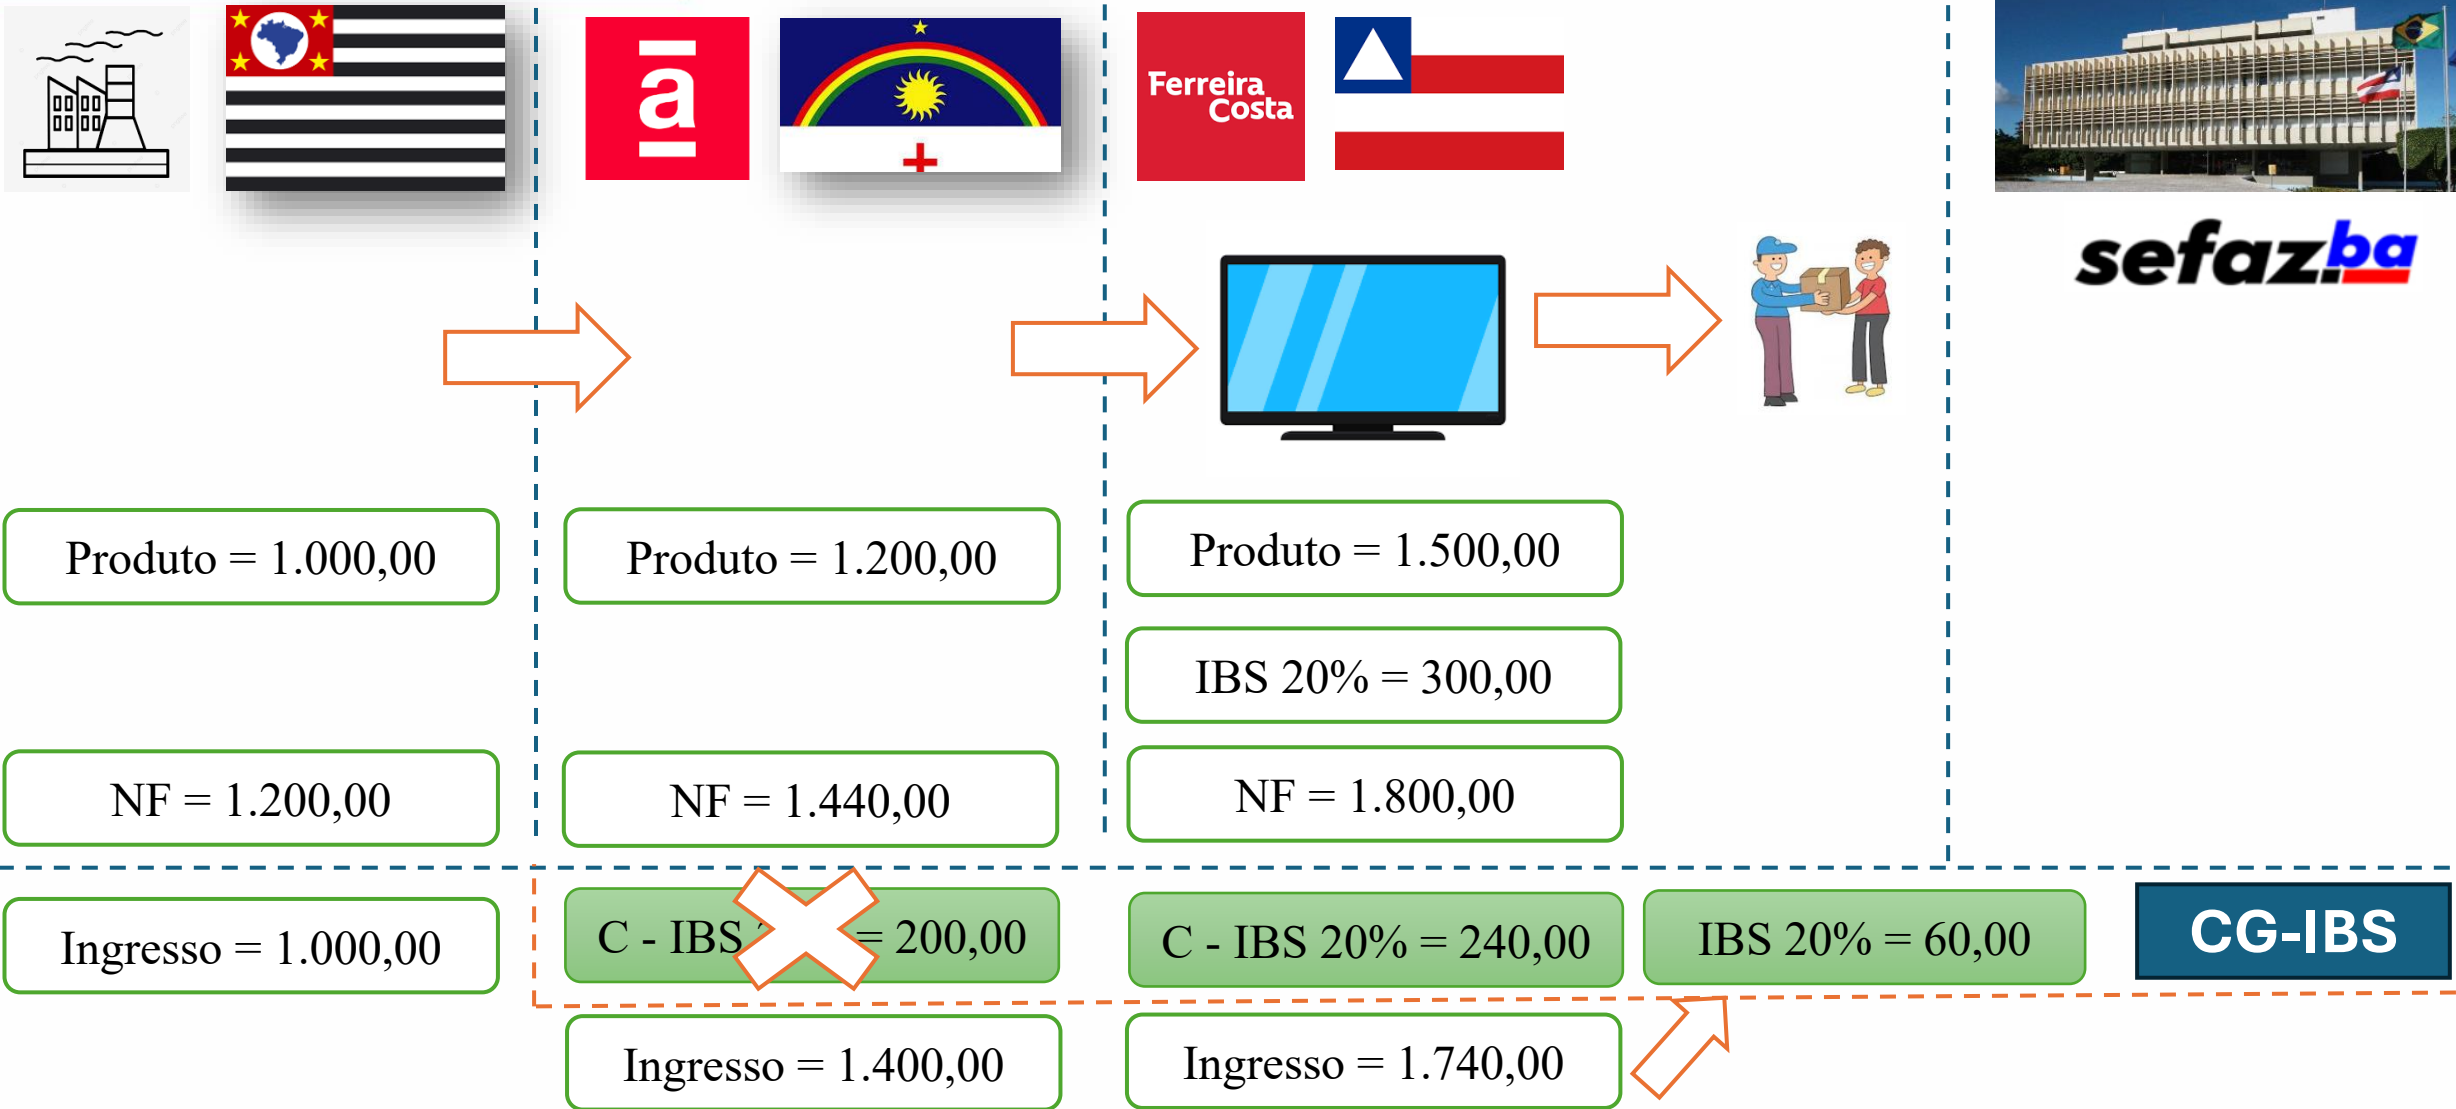 a
Ferreira
Costa
sefaz.ba
Produto = 1.000,00
Produto = 1.200,00
Produto = 1.500,00
IBS 20% = 300,00
NF = 1.200,00
NF = 1.440,00
NF = 1.800,00
Ingresso = 1.000,00
C - IBS = 200,00
C - IBS 20% = 240,00
IBS 20% = 60,00
CG-IBS
Ingresso = 1.400,00
Ingresso = 1.740,00